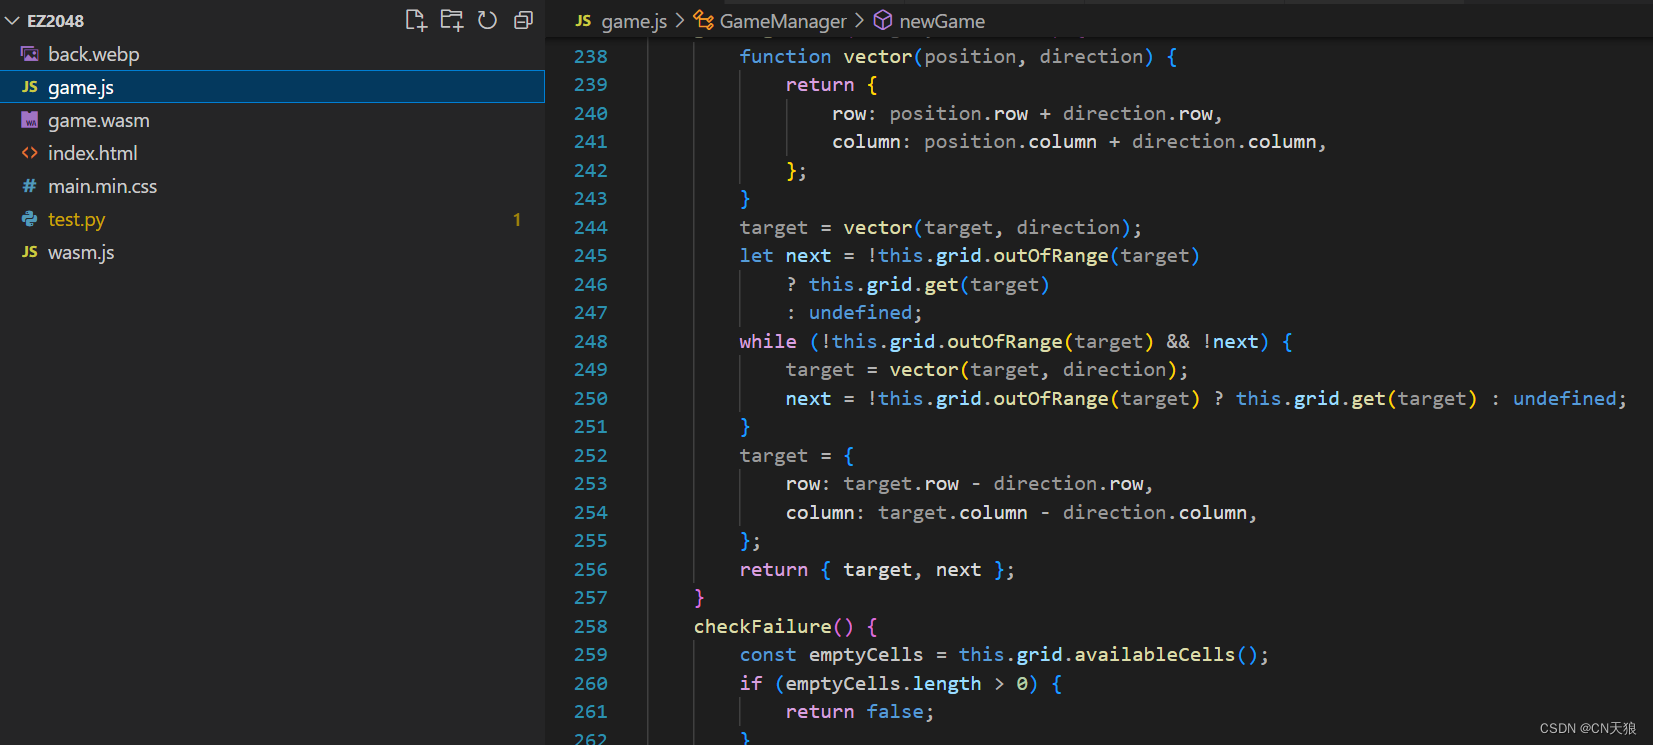 EZ2048
back.webp
game.js
game.wasm
index.html
main.min.css
test.py 1
wasm.js
JS game.js > GameManager > newGame
238 function vector(position, direction) {
239 return {
240 row: position.row + direction.row,
241 column: position.column + direction.column,
242 };
243 }
244 target = vector(target, direction);
245 let next = !this.grid.outOfRange(target)
246 ? this.grid.get(target)
247 : undefined;
248 while (!this.grid.outOfRange(target) && !next) {
249 target = vector(target, direction);
250 next = !this.grid.outOfRange(target) ? this.grid.get(target) : undefined;
251 }
252 target = {
253 row: target.row - direction.row,
254 column: target.column - direction.column,
255 };
256 return { target, next };
257 }
258 checkFailure() {
259 const emptyCells = this.grid.availableCells();
260 if (emptyCells.length > 0) {
261 return false;
262 }
CSDN @CN天狼